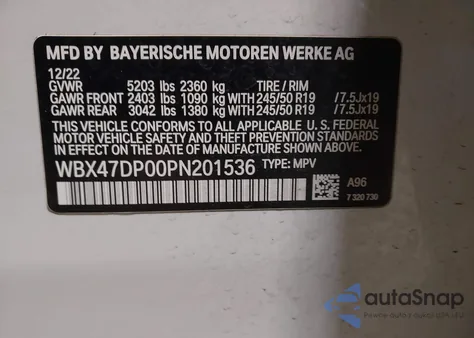 MFD BY BAYERISCHE MOTOREN WERKE AG
12/22
GVWR 5203 lbs 2360 kg TIRE / RIM
GAWR FRONT 2403 lbs 1090 kg WITH 245/50 R19 /7.5Jx19
GAWR REAR 3042 lbs 1380 kg WITH 245/50 R19 /7.5Jx19
THIS VEHICLE CONFORMS TO ALL APPLICABLE U.S. FEDERAL
MOTOR VEHICLE SAFETY, BUMPER, AND THEFT PREVENTION
STANDARDS IN EFFECT ON THE DATE OF MANUFACTURE SHOWN ABOVE.
WBX47DP00PN201536 TYPE: MPV
A96
7 320 730
autoSnap